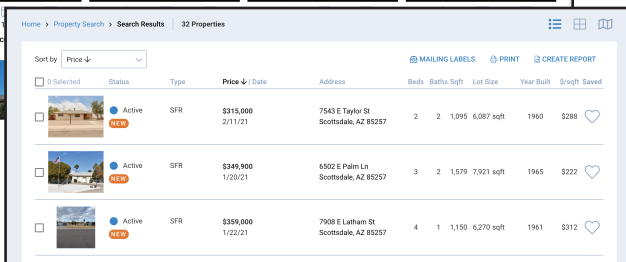 Home > Property Search > Search Results 32 Properties
Sort by Price ↓ MAILING LABELS PRINT CREATE REPORT
0 Selected Status Type Price ↓ | Date Address Beds Baths Sqft Lot Size Year Built $/sqft Saved
Active SFR $315,000 7543 E Taylor St 2 2 1,095 6,087 sqft 1960 $288
NEW 2/11/21 Scottsdale, AZ 85257
Active SFR $349,900 6502 E Palm Ln 3 2 1,579 7,921 sqft 1965 $222
NEW 1/20/21 Scottsdale, AZ 85257
Active SFR $359,000 7908 E Latham St 4 1 1,150 6,270 sqft 1961 $312
NEW 1/22/21 Scottsdale, AZ 85257